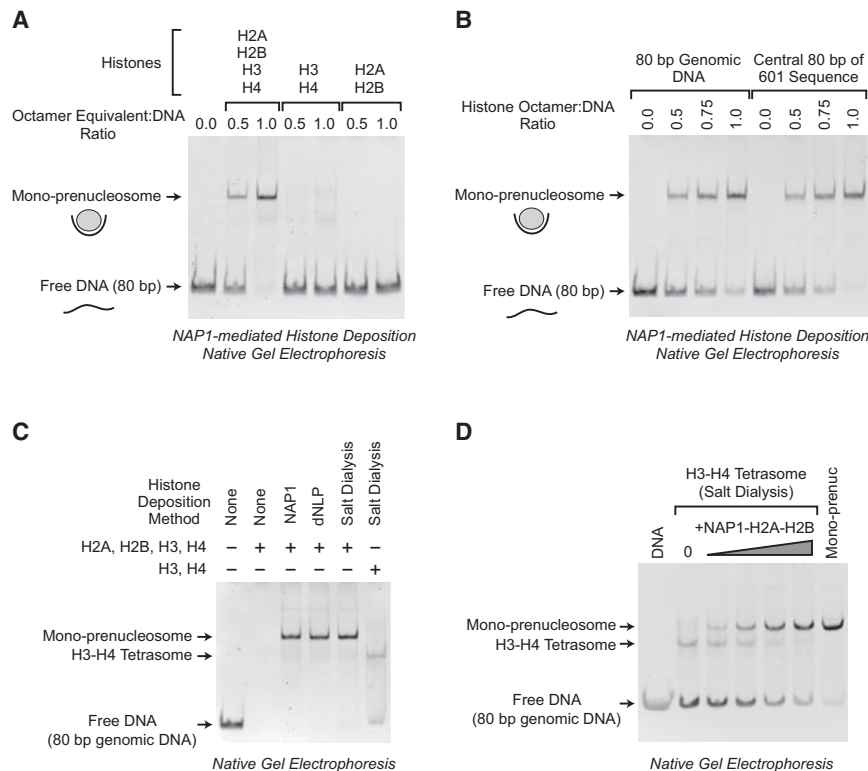 A
Histones
H2A
H2B
H3
H4
H3
H4
H2A
H2B
Octamer Equivalent:DNA
Ratio
0.0 0.5 1.0 0.5 1.0 0.5 1.0
Mono-prenucleosome
Free DNA (80 bp)
NAP1-mediated Histone Deposition
Native Gel Electrophoresis
B
80 bp Genomic
DNA
Central 80 bp of
601 Sequence
Histone Octamer:DNA
Ratio
0.0 0.5 0.75 1.0 0.0 0.5 0.75 1.0
Mono-prenucleosome
Free DNA (80 bp)
NAP1-mediated Histone Deposition
Native Gel Electrophoresis
C
Histone
Deposition
Method
None
None
NAP1
dNLP
Salt Dialysis
Salt Dialysis
H2A, H2B, H3, H4 – + + + + –
H3, H4 – – – – – +
Mono-prenucleosome
H3-H4 Tetrasome
Free DNA
(80 bp genomic DNA)
Native Gel Electrophoresis
D
DNA
H3-H4 Tetrasome
(Salt Dialysis)
+NAP1-H2A-H2B
0
Mono-prenuc
Mono-prenucleosome
H3-H4 Tetrasome
Free DNA
(80 bp genomic DNA)
Native Gel Electrophoresis